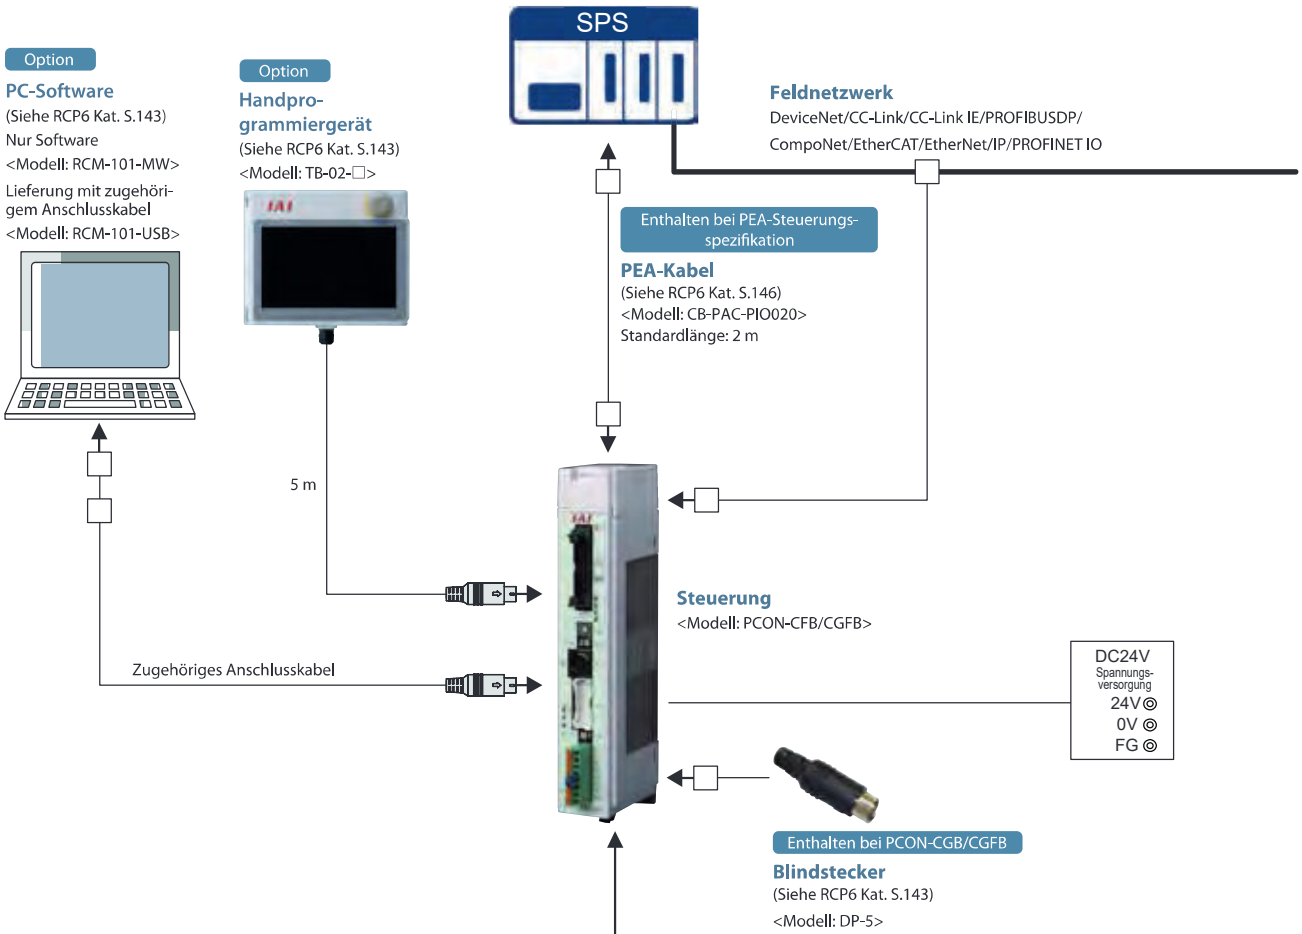 SPS
Option
PC-Software
(Siehe RCP6 Kat. S.143)
Nur Software
<Modell: RCM-101-MW>
Lieferung mit zugehöri-
gem Anschlusskabel
<Modell: RCM-101-USB>
Option
Handpro-
grammiergerät
(Siehe RCP6 Kat. S.143)
<Modell: TB-02-□>
IAI
Feldnetzwerk
DeviceNet/CC-Link/CC-Link IE/PROFIBUSDP/
CompoNet/EtherCAT/EtherNet/IP/PROFINET IO
Enthalten bei PEA-Steuerungs-
spezifikation
PEA-Kabel
(Siehe RCP6 Kat. S.146)
<Modell: CB-PAC-PIO020>
Standardlänge: 2 m
5 m
IAI
Steuerung
<Modell: PCON-CFB/CGFB>
Zugehöriges Anschlusskabel
DC24V
Spannungs-
versorgung
24V
0V
FG
Enthalten bei PCON-CGB/CGFB
Blindstecker
(Siehe RCP6 Kat. S.143)
<Modell: DP-5>